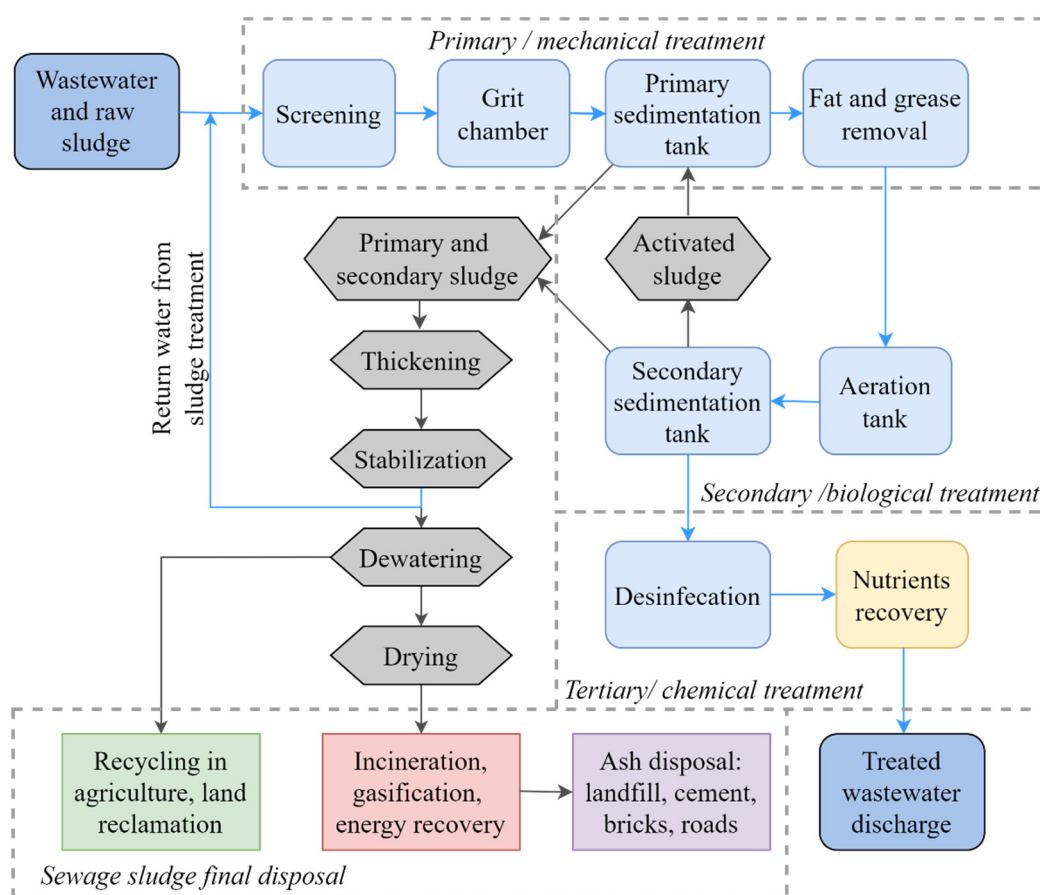 Primary / mechanical treatment
Wastewater
and raw
sludge
Screening
Grit
chamber
Primary
sedimentation
tank
Fat and grease
removal
Return water from
sludge treatment
Primary and
secondary sludge
Activated
sludge
Thickening
Secondary
sedimentation
tank
Aeration
tank
Stabilization
Secondary /biological treatment
Dewatering
Desinfecation
Nutrients
recovery
Drying
Tertiary/ chemical treatment
Recycling in
agriculture, land
reclamation
Incineration,
gasification,
energy recovery
Ash disposal:
landfill, cement,
bricks, roads
Treated
wastewater
discharge
Sewage sludge final disposal